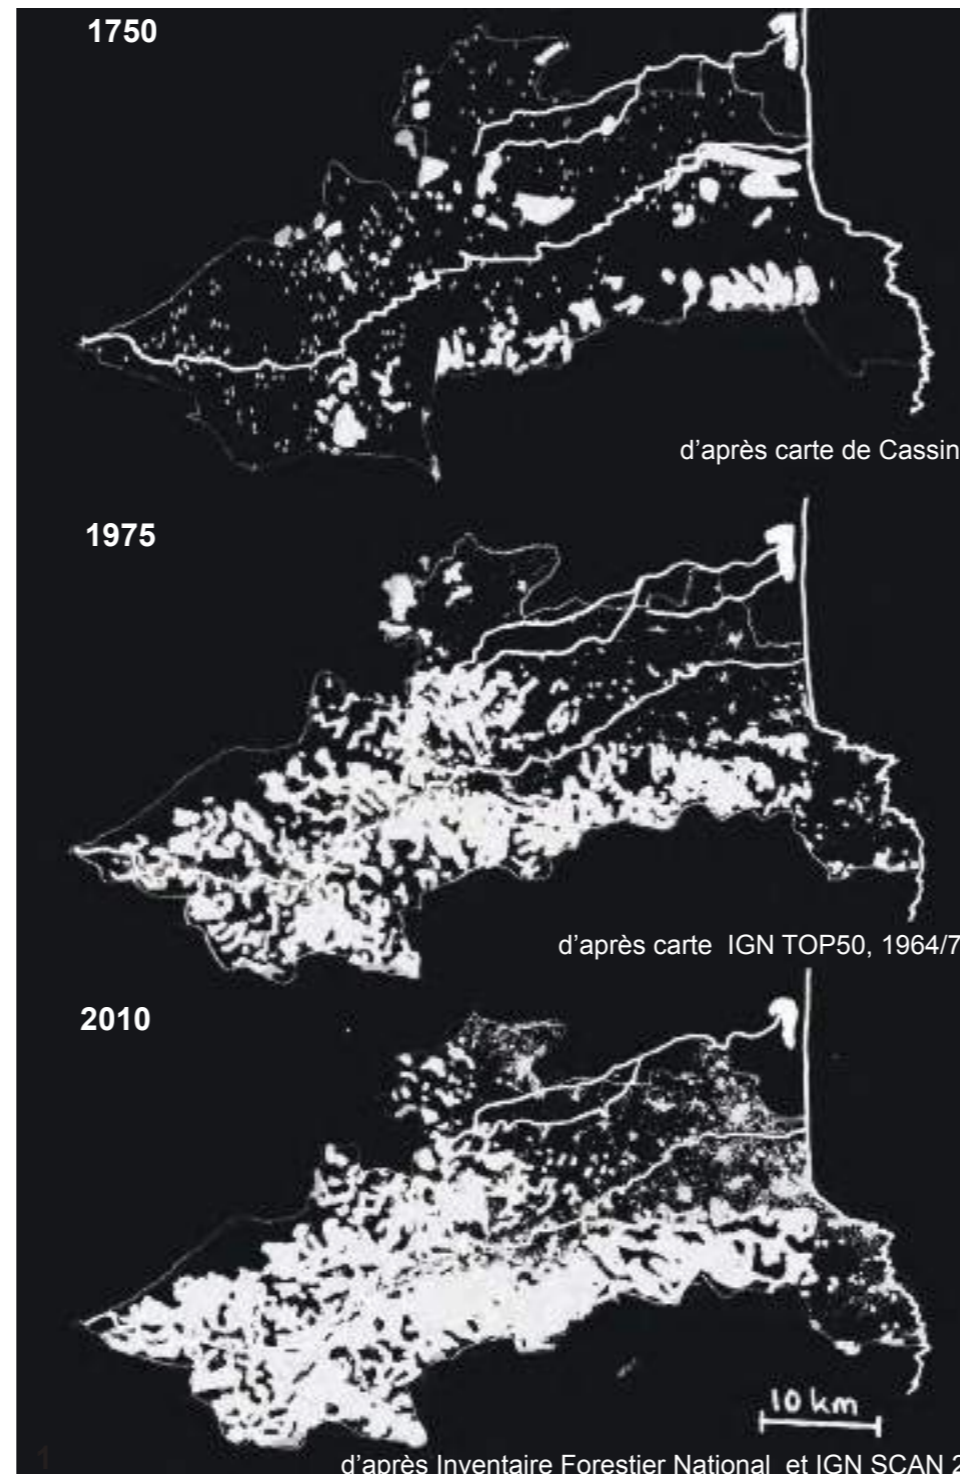 1750
d'après carte de Cassin
1975
d'après carte IGN TOP50, 1964/7
2010
10 km
1
d'après Inventaire Forestier National et IGN SCAN 2